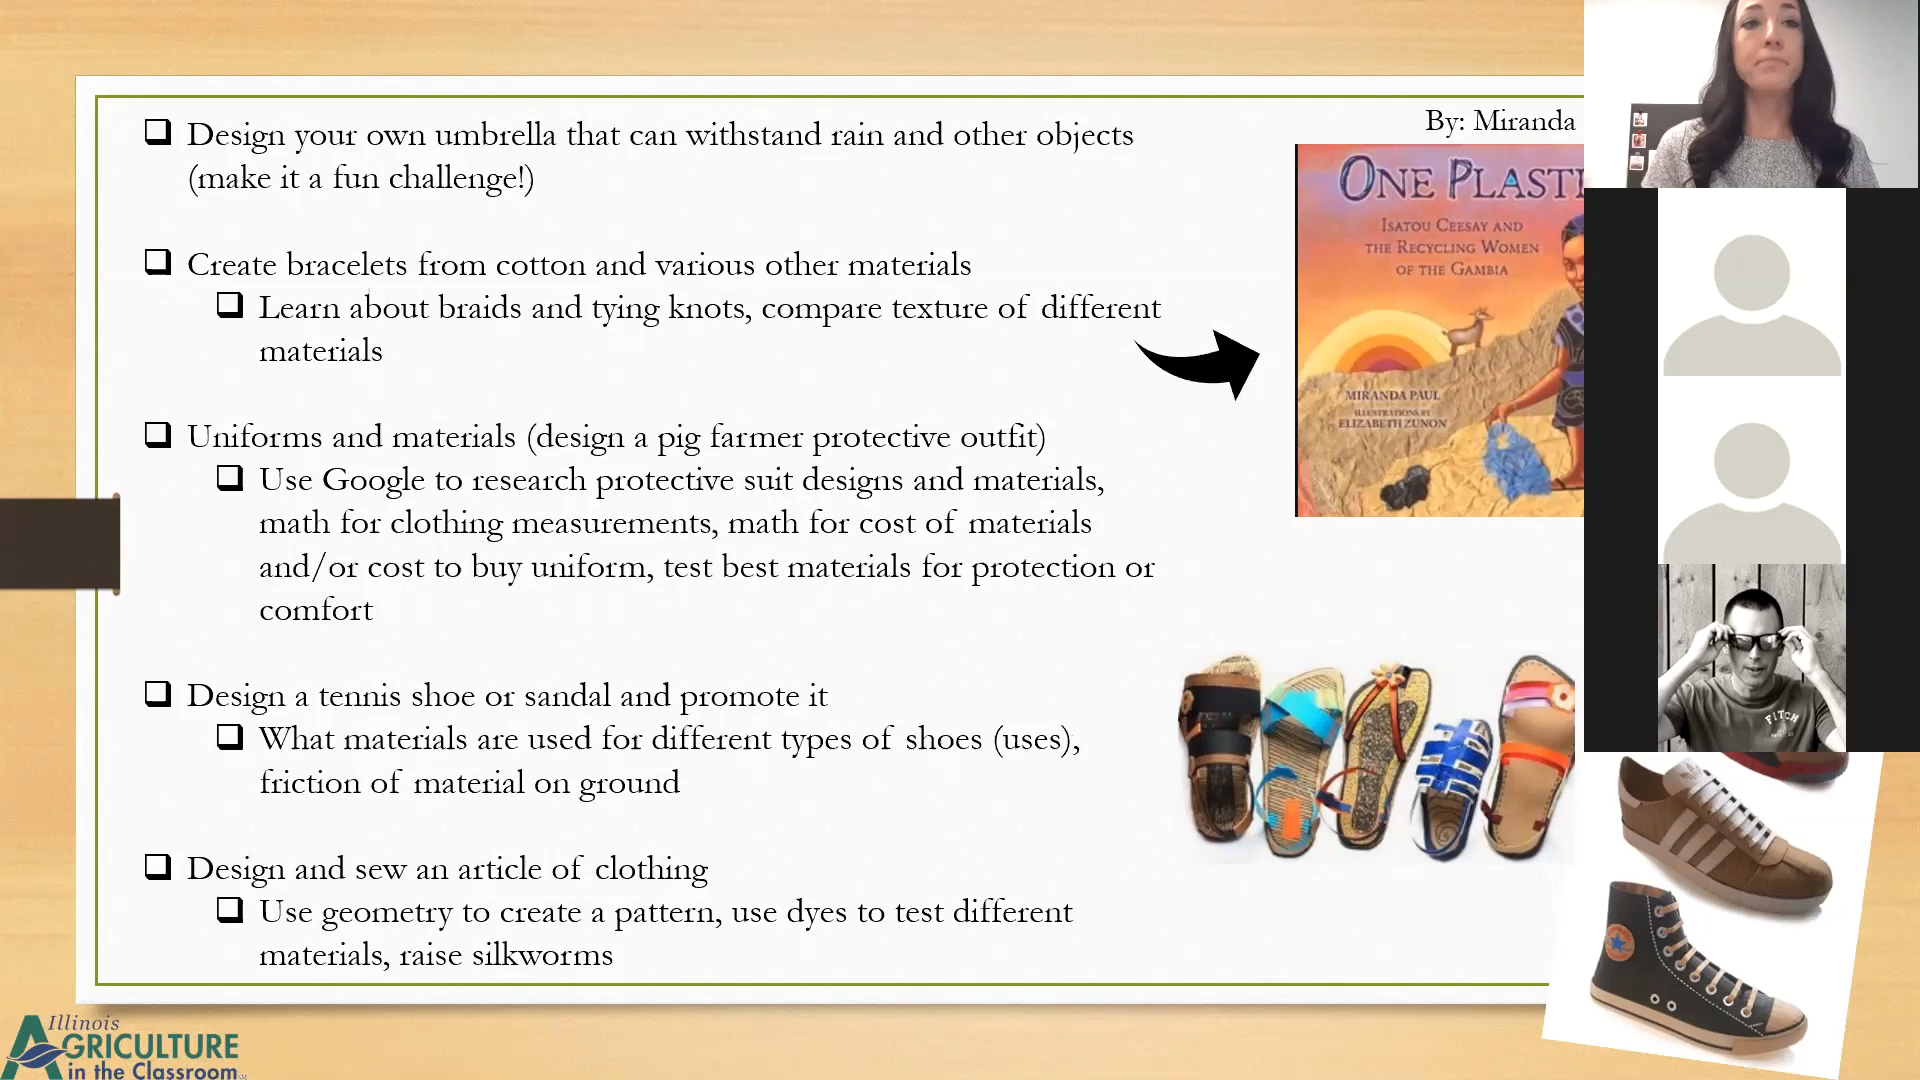 Design your own umbrella that can withstand rain and other objects
(make it a fun challenge!)
Create bracelets from cotton and various other materials
Learn about braids and tying knots, compare texture of different
materials
Uniforms and materials (design a pig farmer protective outfit)
Use Google to research protective suit designs and materials,
math for clothing measurements, math for cost of materials
and/or cost to buy uniform, test best materials for protection or
comfort
Design a tennis shoe or sandal and promote it
What materials are used for different types of shoes (uses),
friction of material on ground
Design and sew an article of clothing
Use geometry to create a pattern, use dyes to test different
materials, raise silkworms
By: Miranda
ONE PLASTI
ISATOU CEESAY AND
THE RECYCLING WOMEN
OF THE GAMBIA
MIRANDA PAUL
ILLUSTRATIONS BY
ELIZABETH ZUNON
FITCH
Illinois
AGRICULTURE
in the Classroom